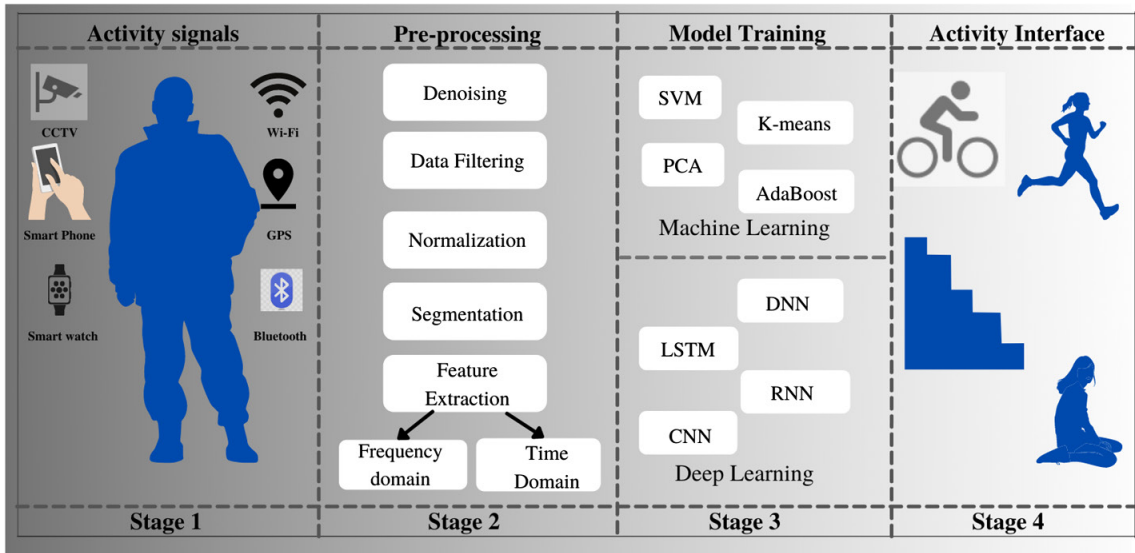 Activity signals
CCTV
Wi-Fi
Smart Phone
GPS
Smart watch
Bluetooth
Stage 1
Pre-processing
Denoising
Data Filtering
Normalization
Segmentation
Feature
Extraction
Frequency
domain
Time
Domain
Stage 2
Model Training
SVM
K-means
PCA
AdaBoost
Machine Learning
DNN
LSTM
RNN
CNN
Deep Learning
Stage 3
Activity Interface
Stage 4